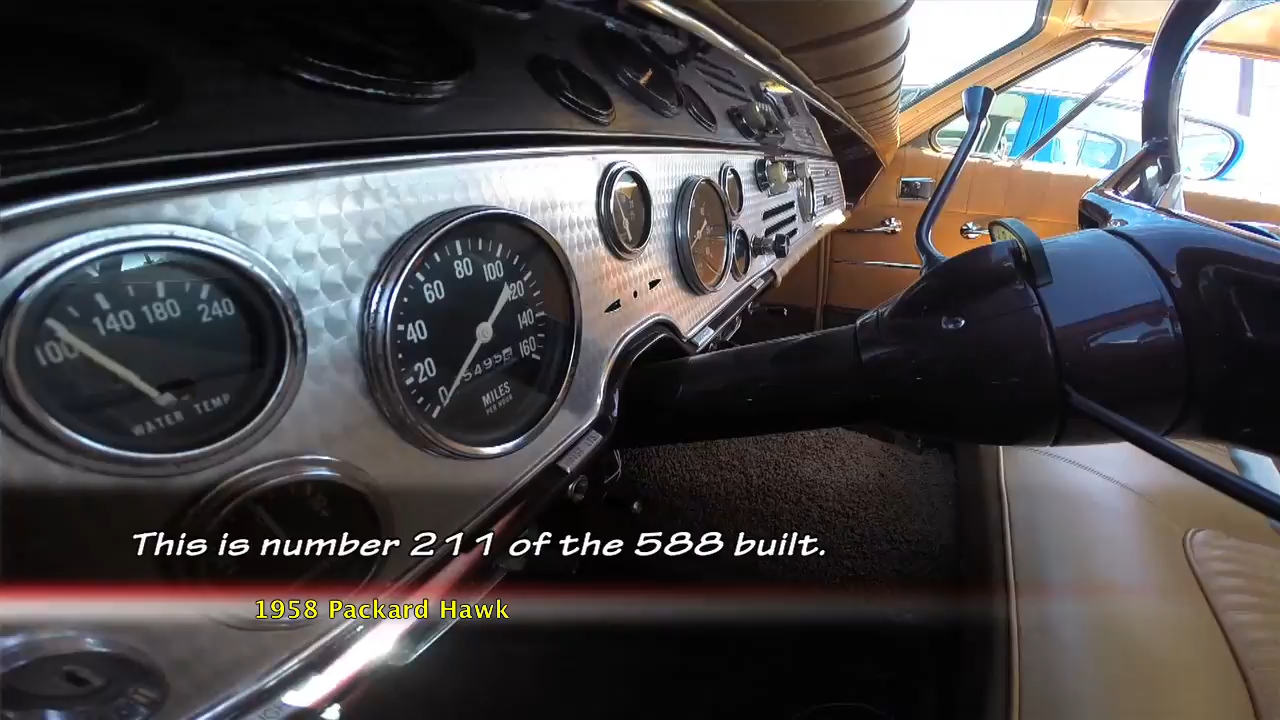 100 140 180 240
WATER TEMP
0 20 40 60 80 100 120 140 160
MILES
PER HOUR
This is number 211 of the 588 built.
1958 Packard Hawk